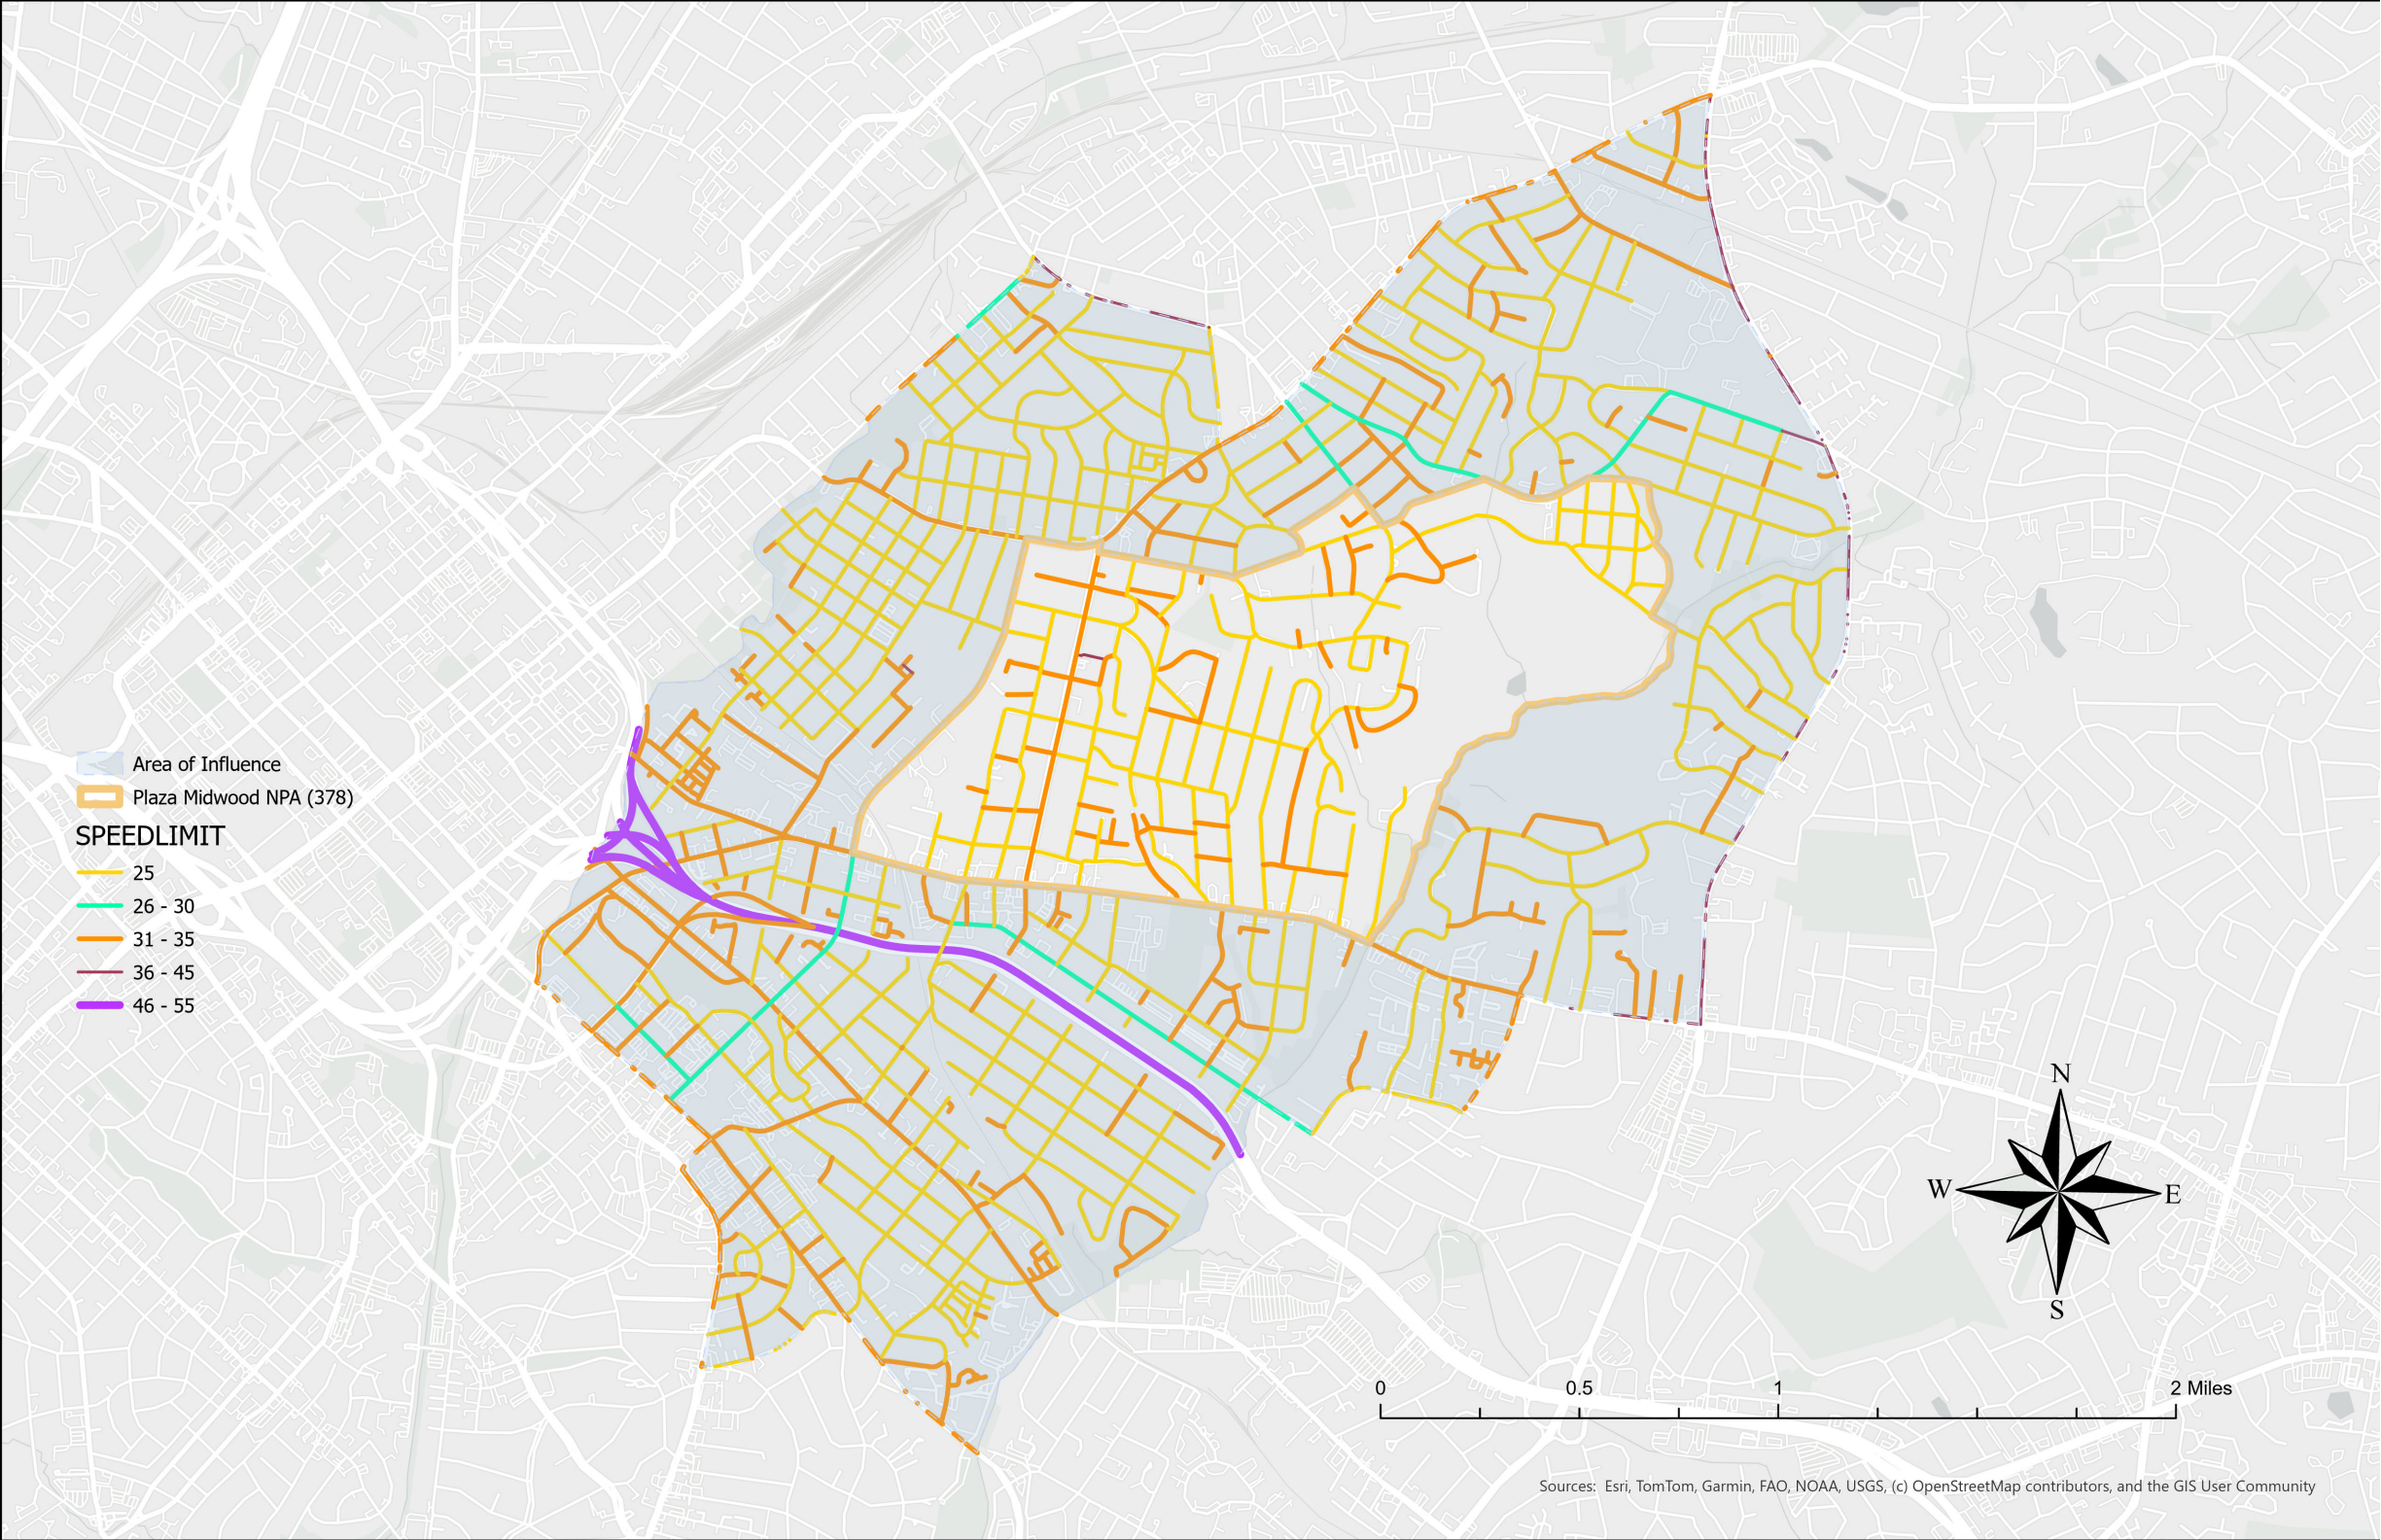 Area of Influence
Plaza Midwood NPA (378)
SPEEDLIMIT
25
26 - 30
31 - 35
36 - 45
46 - 55
N
W
E
S
0 0.5 1 2 Miles
Sources: Esri, TomTom, Garmin, FAO, NOAA, USGS, (c) OpenStreetMap contributors, and the GIS User Community